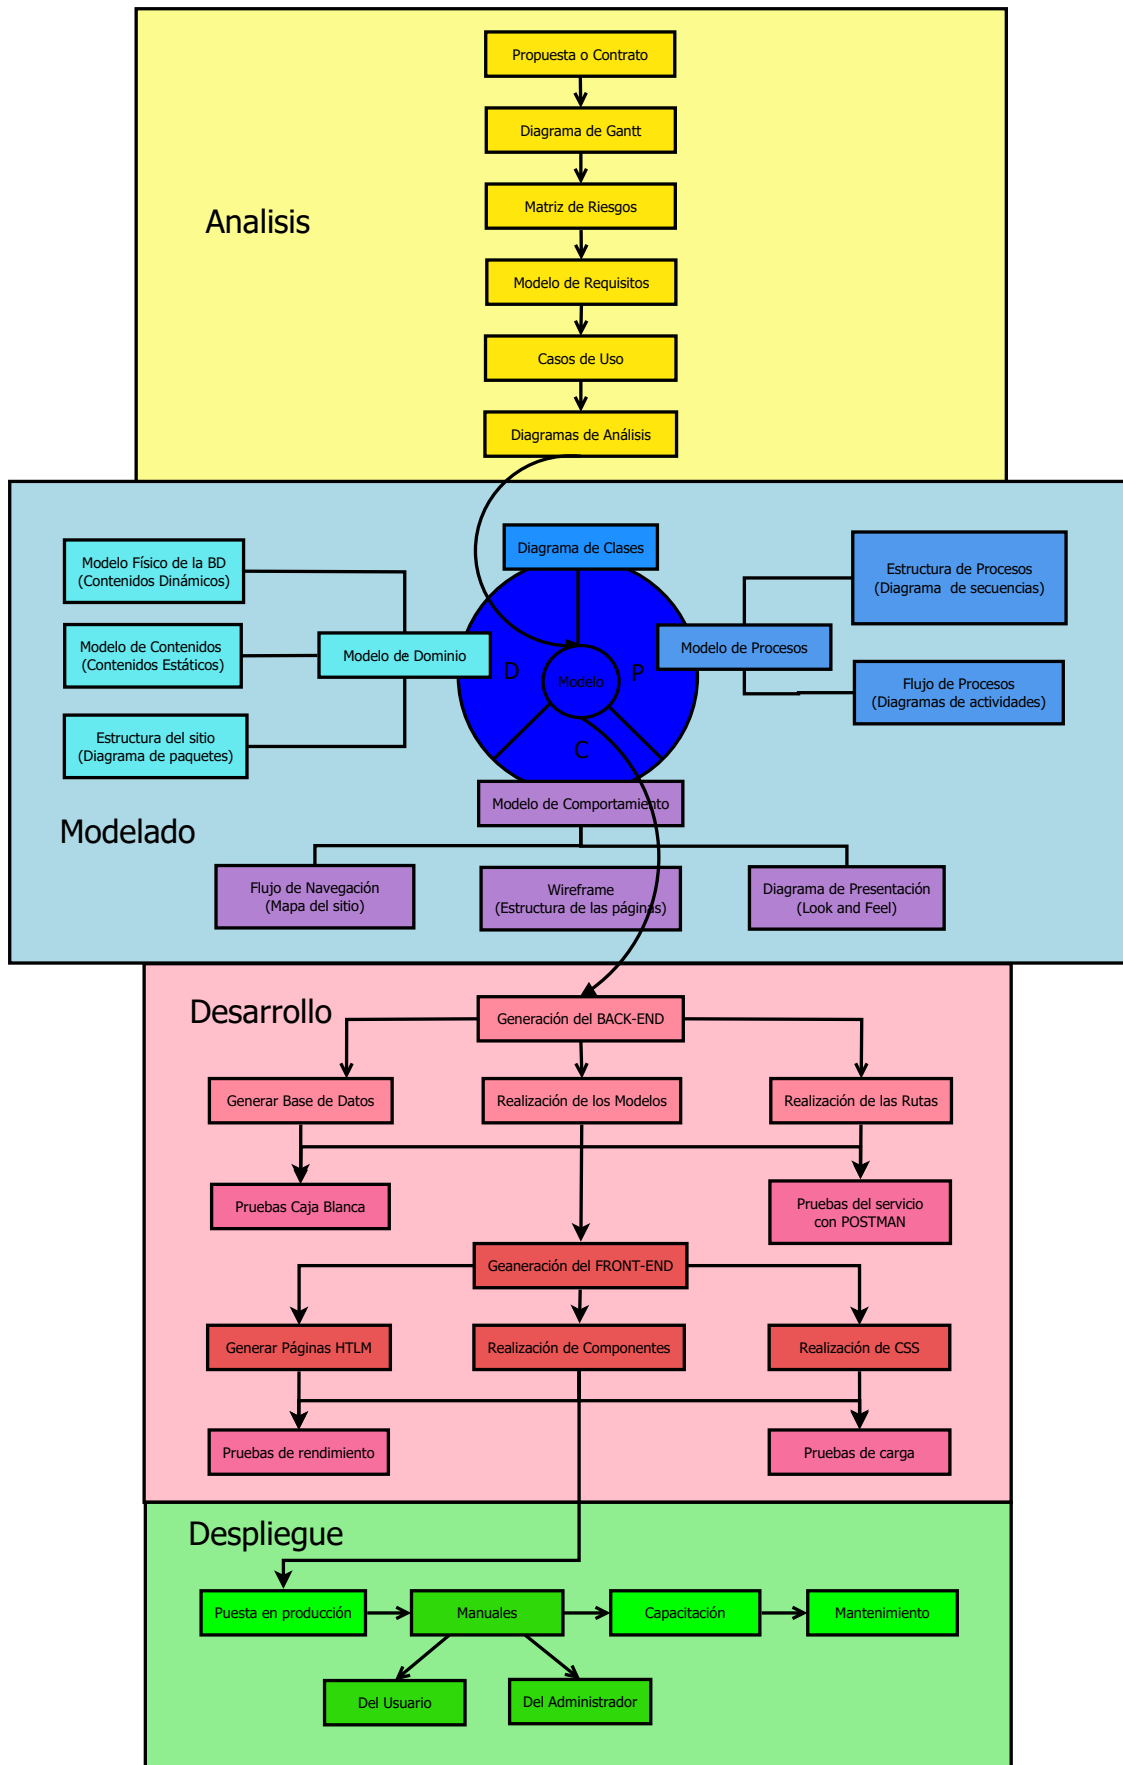 Propuesta o Contrato
Diagrama de Gantt
Matriz de Riesgos
Analisis
Modelo de Requisitos
Casos de Uso
Diagramas de Análisis
Diagrama de Clases
Modelo Físico de la BD
(Contenidos Dinámicos)
Estructura de Procesos
(Diagrama de secuencias)
Modelo de Contenidos
(Contenidos Estáticos)
Modelo de Dominio
Modelo de Procesos
D
Modelo
P
Flujo de Procesos
(Diagramas de actividades)
Estructura del sitio
(Diagrama de paquetes)
C
Modelo de Comportamiento
Modelado
Flujo de Navegación
(Mapa del sitio)
Wireframe
(Estructura de las páginas)
Diagrama de Presentación
(Look and Feel)
Desarrollo
Generación del BACK-END
Generar Base de Datos
Realización de los Modelos
Realización de las Rutas
Pruebas Caja Blanca
Pruebas del servicio
con POSTMAN
Geaneración del FRONT-END
Generar Páginas HTLM
Realización de Componentes
Realización de CSS
Pruebas de rendimiento
Pruebas de carga
Despliegue
Puesta en producción
Manuales
Capacitación
Mantenimiento
Del Usuario
Del Administrador